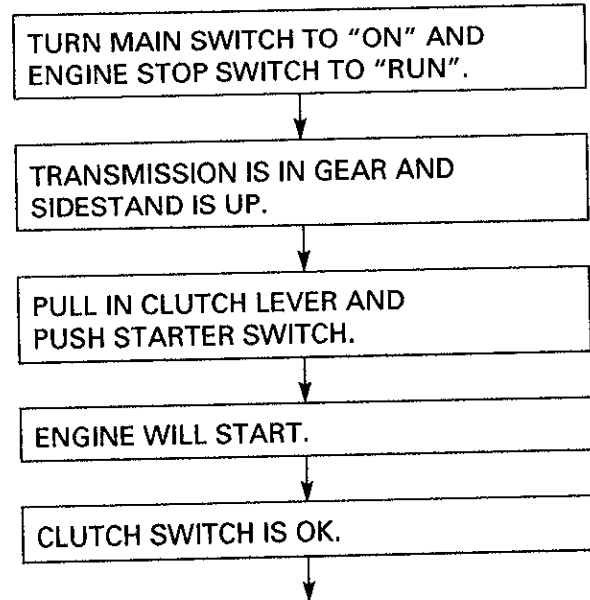 TURN MAIN SWITCH TO “ON” AND
ENGINE STOP SWITCH TO “RUN”.
TRANSMISSION IS IN GEAR AND
SIDESTAND IS UP.
PULL IN CLUTCH LEVER AND
PUSH STARTER SWITCH.
ENGINE WILL START.
CLUTCH SWITCH IS OK.